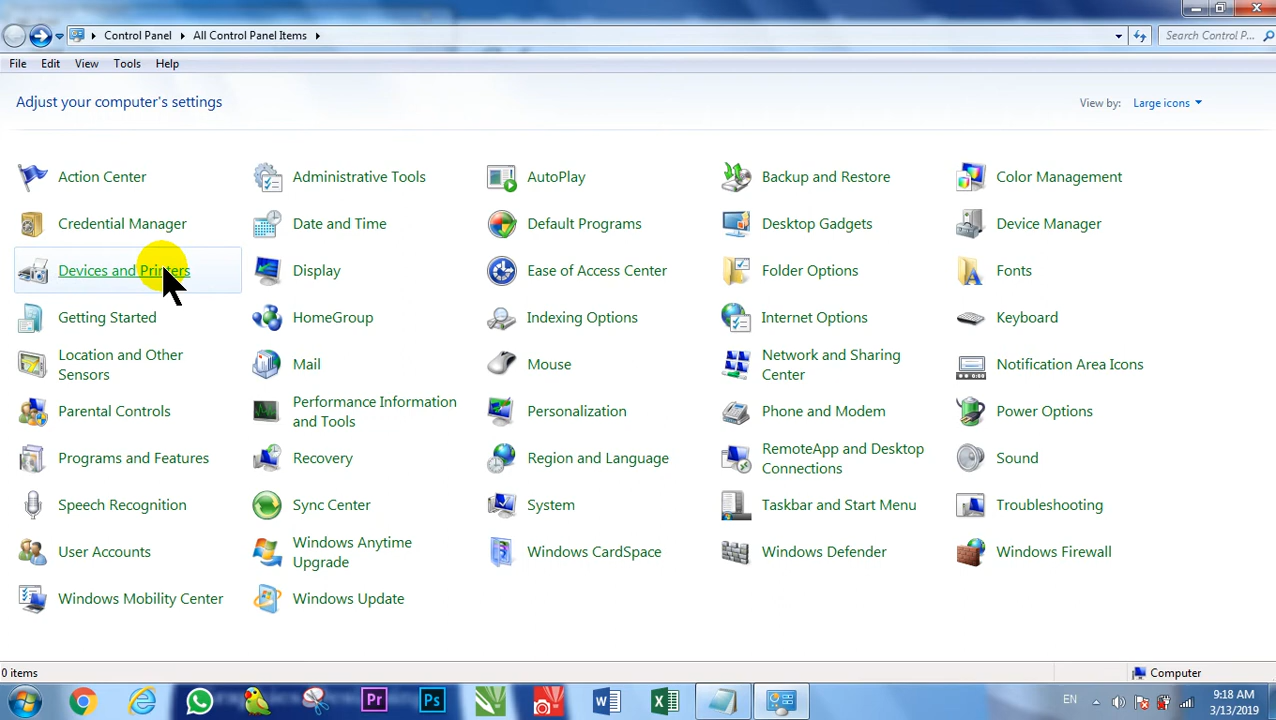 Control Panel All Control Panel Items
Search Control P...
File Edit View Tools Help
Adjust your computer's settings
View by: Large icons
Action Center
Administrative Tools
AutoPlay
Backup and Restore
Color Management
Credential Manager
Date and Time
Default Programs
Desktop Gadgets
Device Manager
Devices and Printers
Display
Ease of Access Center
Folder Options
Fonts
Getting Started
HomeGroup
Indexing Options
Internet Options
Keyboard
Location and Other
Sensors
Mail
Mouse
Network and Sharing
Center
Notification Area Icons
Parental Controls
Performance Information
and Tools
Personalization
Phone and Modem
Power Options
Programs and Features
Recovery
Region and Language
RemoteApp and Desktop
Connections
Sound
Speech Recognition
Sync Center
System
Taskbar and Start Menu
Troubleshooting
User Accounts
Windows Anytime
Upgrade
Windows CardSpace
Windows Defender
Windows Firewall
Windows Mobility Center
Windows Update
0 items
Computer
Pr
Ps
EN
9:18 AM
3/13/2019